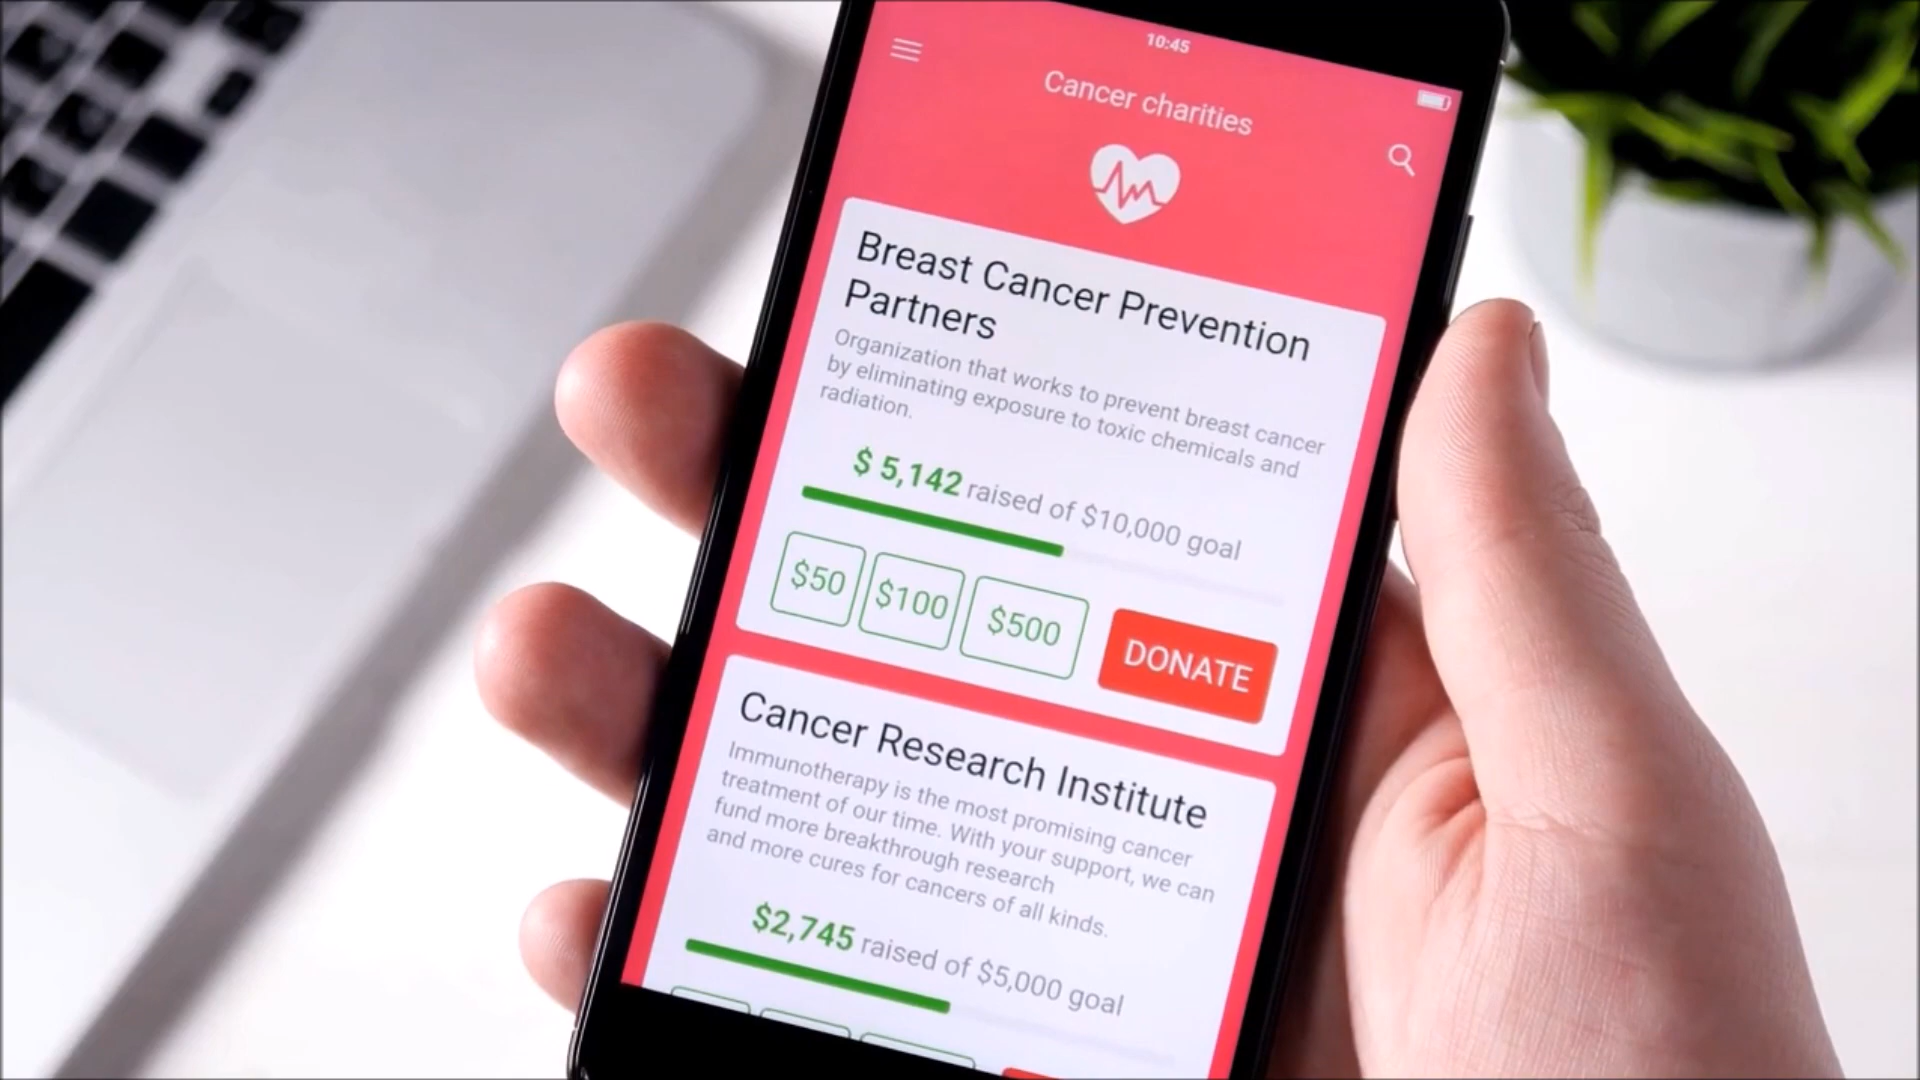 10:45
Cancer charities
Breast Cancer Prevention
Partners
Organization that works to prevent breast cancer
by eliminating exposure to toxic chemicals and
radiation.
$ 5,142 raised of $10,000 goal
$50 $100 $500 DONATE
Cancer Research Institute
Immunotherapy is the most promising cancer
treatment of our time. With your support, we can
fund more breakthrough research
and more cures for cancers of all kinds.
$2,745 raised of $5,000 goal